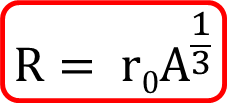 R = r₀A^(1/3)